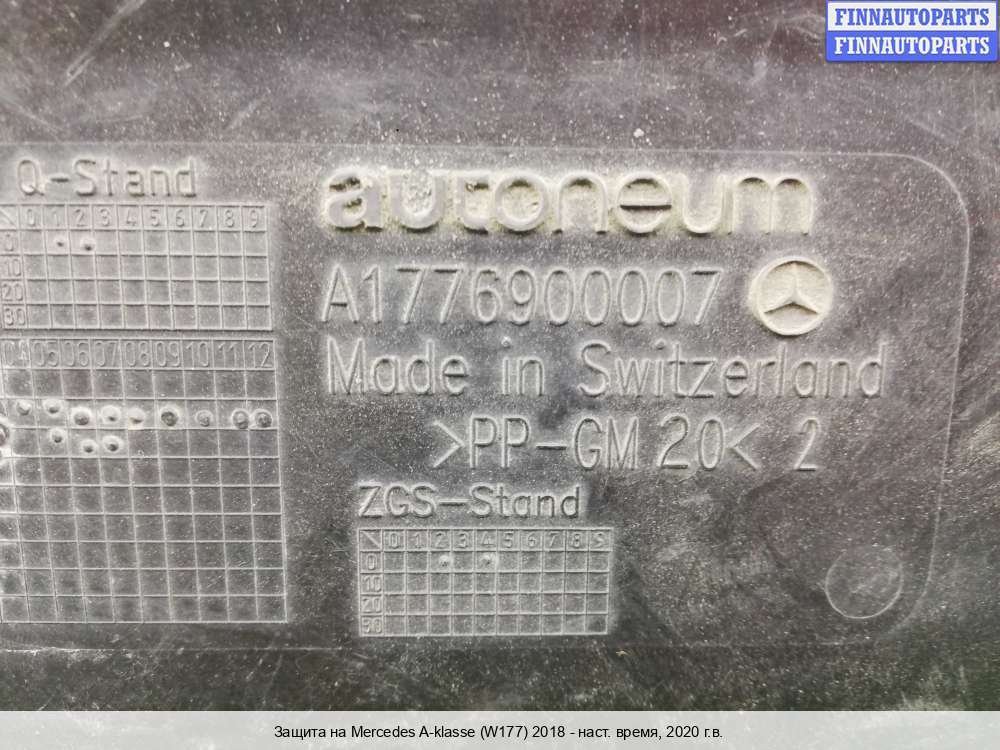 FINNAUTOPARTS
FINNAUTOPARTS
Q-Stand
0 1 2 3 4 5 6 7 8 9
0
10
20
30
04 05 06 07 08 09 10 11 12
autoneum
A1776900007
Made in Switzerland
>PP-GM 20< 2
ZGS-Stand
0 1 2 3 4 5 6 7 8 9
0
10
20
30
Защита на Mercedes A-klasse (W177) 2018 - наст. время, 2020 г.в.